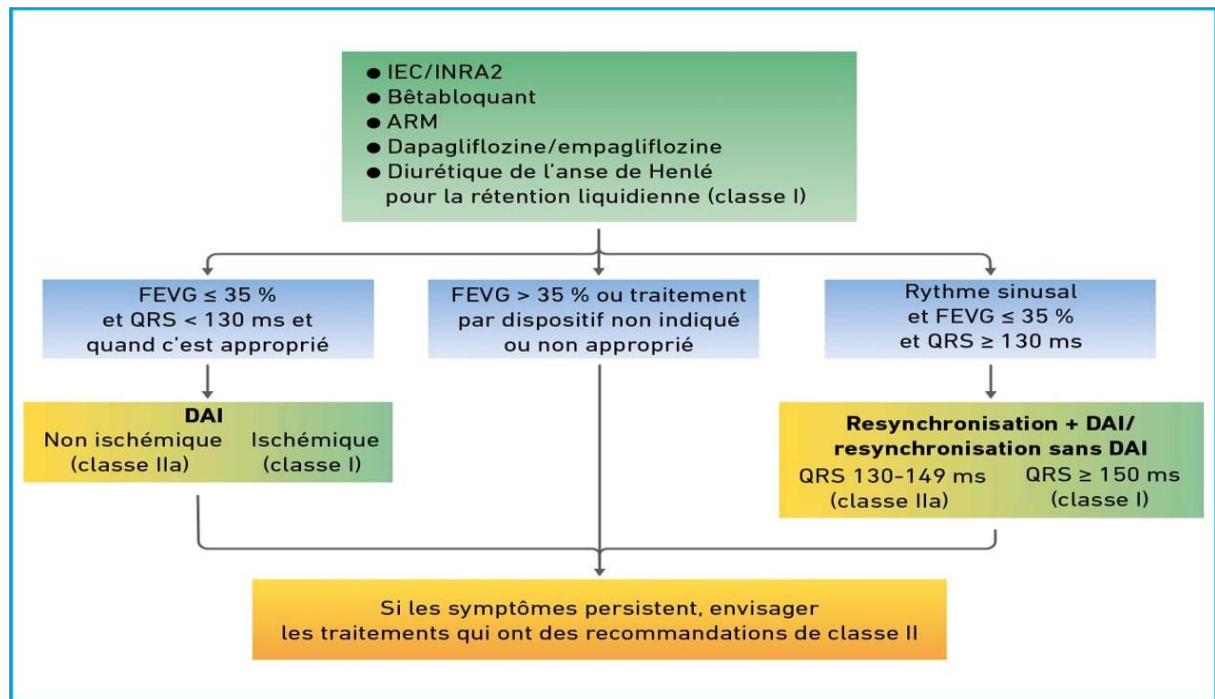 ● IEC/INRA2
● Bêtabloquant
● ARM
● Dapagliflozine/empagliflozine
● Diurétique de l'anse de Henlé
pour la rétention liquidienne (classe I)
FEVG ≤ 35 %
et QRS < 130 ms et
quand c'est approprié
FEVG > 35 % ou traitement
par dispositif non indiqué
ou non approprié
Rythme sinusal
et FEVG ≤ 35 %
et QRS ≥ 130 ms
DAI
Non ischémique
(classe IIa)
Ischémique
(classe I)
Resynchronisation + DAI/
resynchronisation sans DAI
QRS 130-149 ms
(classe IIa)
QRS ≥ 150 ms
(classe I)
Si les symptômes persistent, envisager
les traitements qui ont des recommandations de classe II